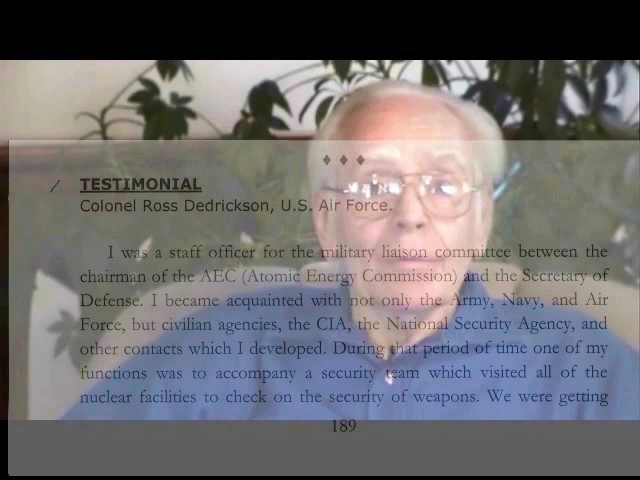 TESTIMONIAL
Colonel Ross Dedrickson, U.S. Air Force.
I was a staff officer for the military liaison committee between the
chairman of the AEC (Atomic Energy Commission) and the Secretary of
Defense. I became acquainted with not only the Army, Navy, and Air
Force, but civilian agencies, the CIA, the National Security Agency, and
other contacts which I developed. During that period of time one of my
functions was to accompany a security team which visited all of the
nuclear facilities to check on the security of weapons. We were getting
189